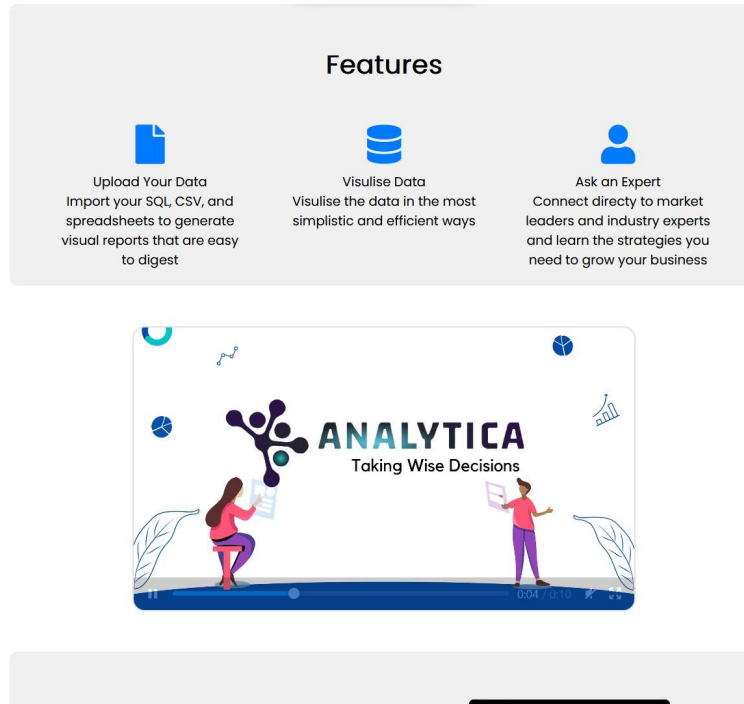 Features
Upload Your Data
Import your SQL, CSV, and
spreadsheets to generate
visual reports that are easy
to digest
Visulise Data
Visulise the data in the most
simplistic and efficient ways
Ask an Expert
Connect directy to market
leaders and industry experts
and learn the strategies you
need to grow your business
ANALYTICA
Taking Wise Decisions
0:04 / 0:10